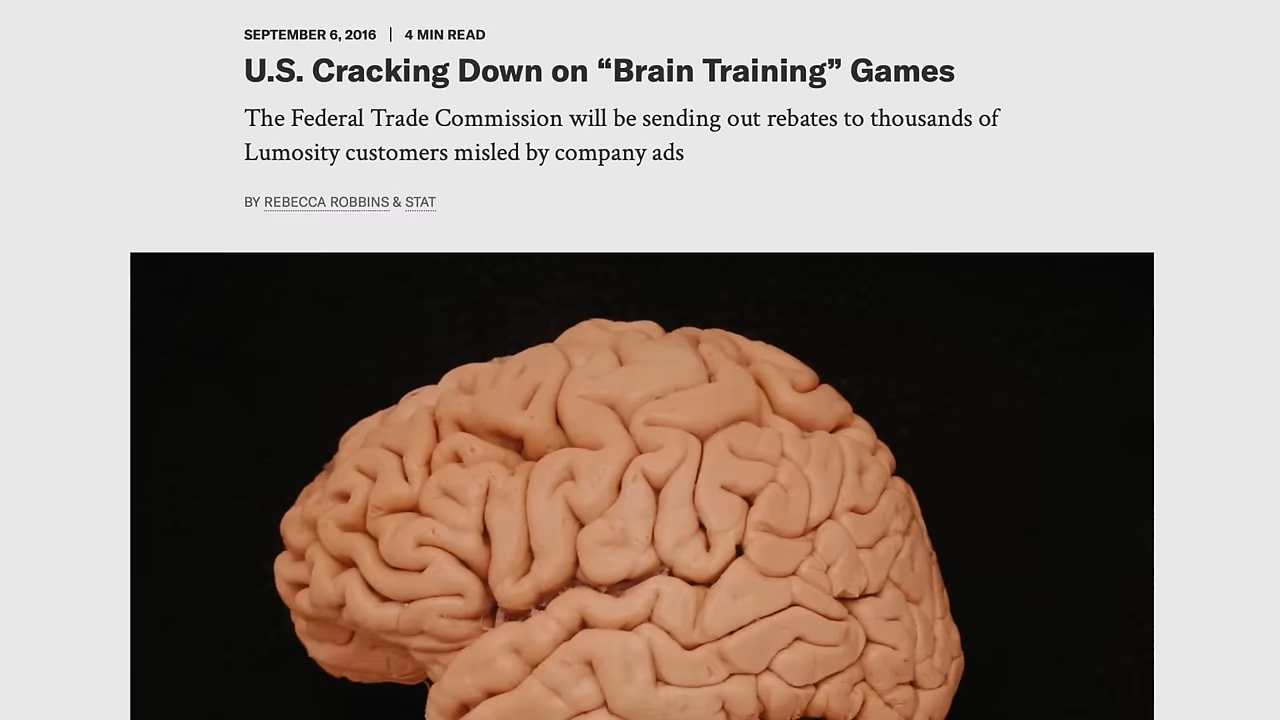 SEPTEMBER 6, 2016 | 4 MIN READ
U.S. Cracking Down on “Brain Training” Games
The Federal Trade Commission will be sending out rebates to thousands of
Lumosity customers misled by company ads
BY REBECCA ROBBINS & STAT